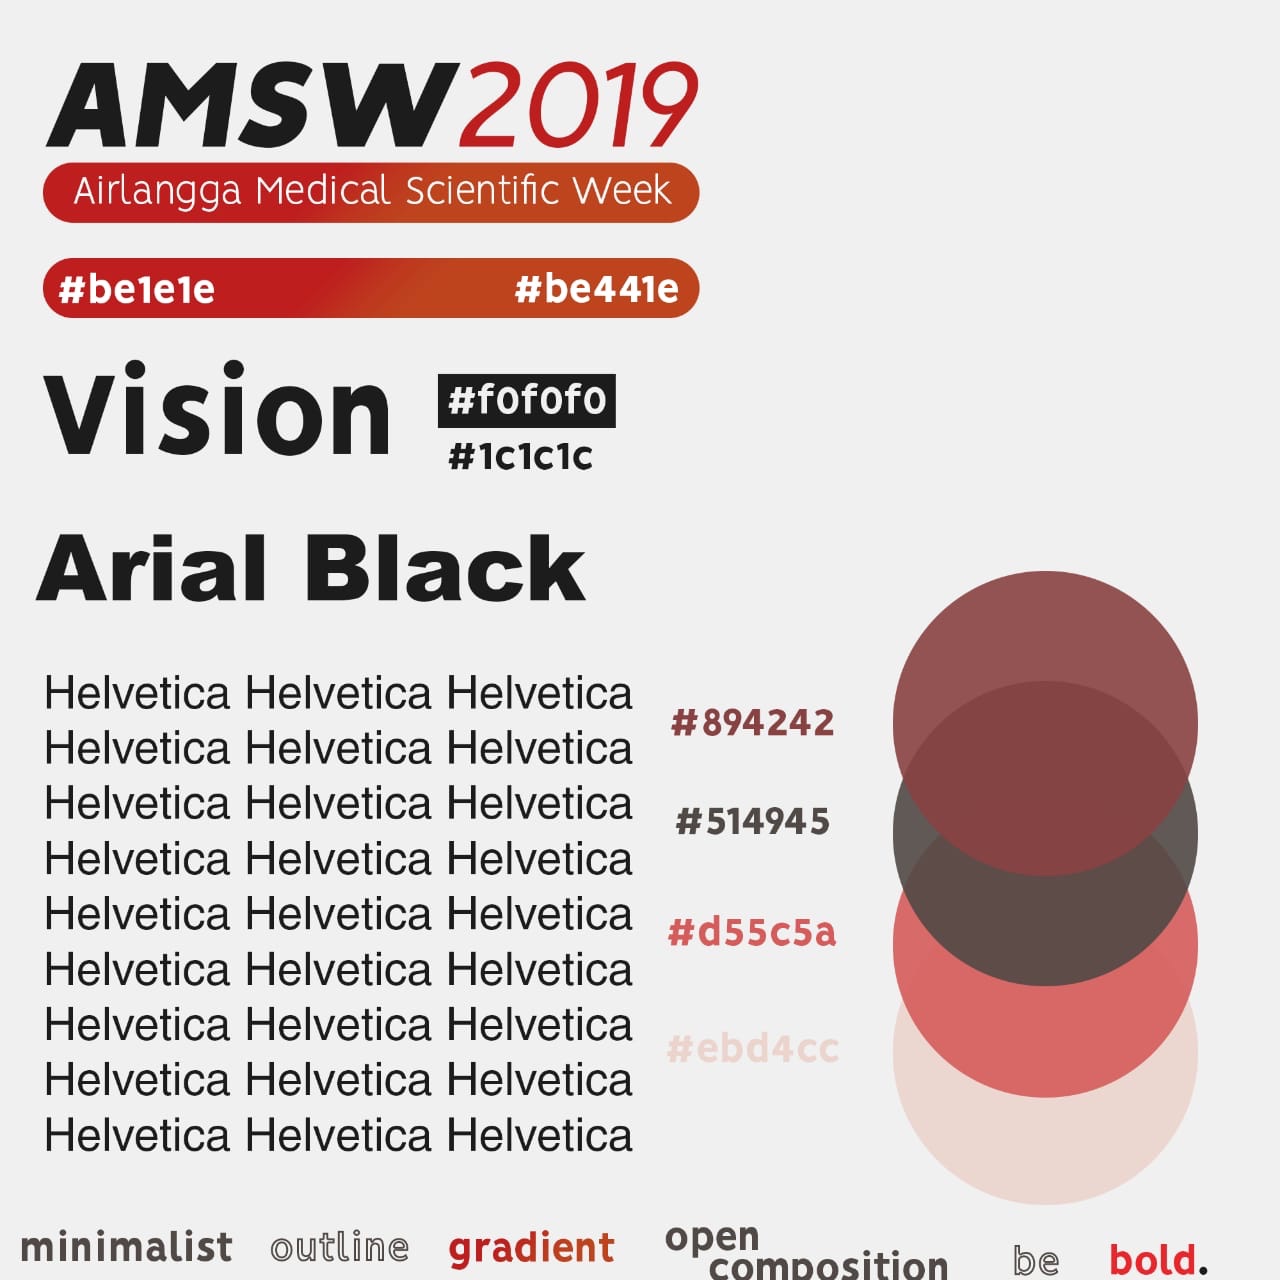 AMSW2019
Airlangga Medical Scientific Week
#be1e1e #be441e
Vision
#f0f0f0
#1c1c1c
Arial Black
Helvetica Helvetica Helvetica
Helvetica Helvetica Helvetica
Helvetica Helvetica Helvetica
Helvetica Helvetica Helvetica
Helvetica Helvetica Helvetica
Helvetica Helvetica Helvetica
Helvetica Helvetica Helvetica
Helvetica Helvetica Helvetica
Helvetica Helvetica Helvetica
#894242
#514945
#d55c5a
#ebd4cc
minimalist outline gradient open
composition be bold.